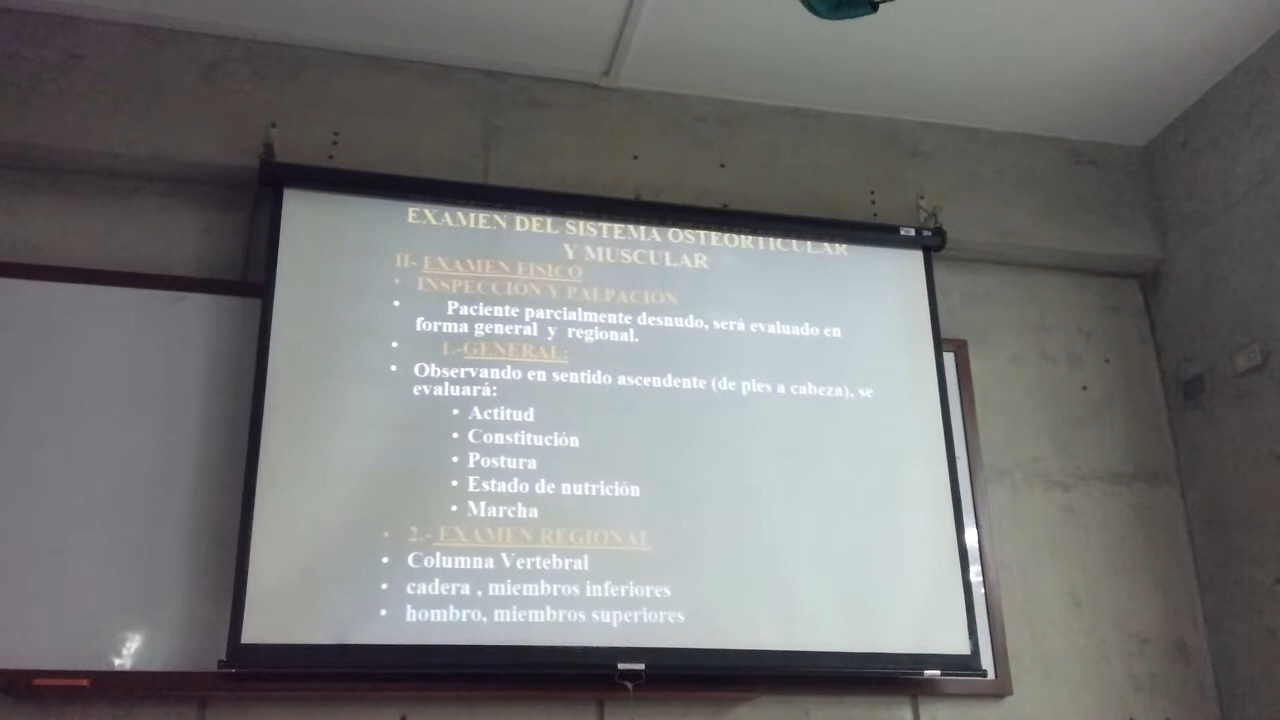 EXAMEN DEL SISTEMA OSTEORTICULAR
Y MUSCULAR
II- EXAMEN FISICO
• INSPECCIÓN Y PALPACIÓN
• Paciente parcialmente desnudo, será evaluado en
forma general y regional.
• 1.-GENERAL:
• Observando en sentido ascendente (de pies a cabeza), se
evaluará:
• Actitud
• Constitución
• Postura
• Estado de nutrición
• Marcha
• 2.- EXAMEN REGIONAL
• Columna Vertebral
• cadera , miembros inferiores
• hombro, miembros superiores